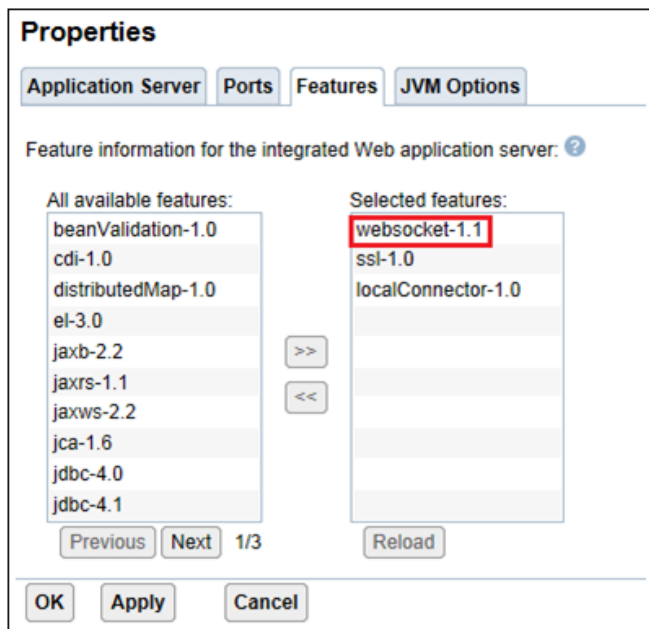 Properties
Application Server Ports Features JVM Options
Feature information for the integrated Web application server: ?
All available features:
beanValidation-1.0
cdi-1.0
distributedMap-1.0
el-3.0
jaxb-2.2
jaxrs-1.1
jaxws-2.2
jca-1.6
jdbc-4.0
jdbc-4.1
Previous Next 1/3
>>
<<
Selected features:
websocket-1.1
ssl-1.0
localConnector-1.0
Reload
OK Apply Cancel